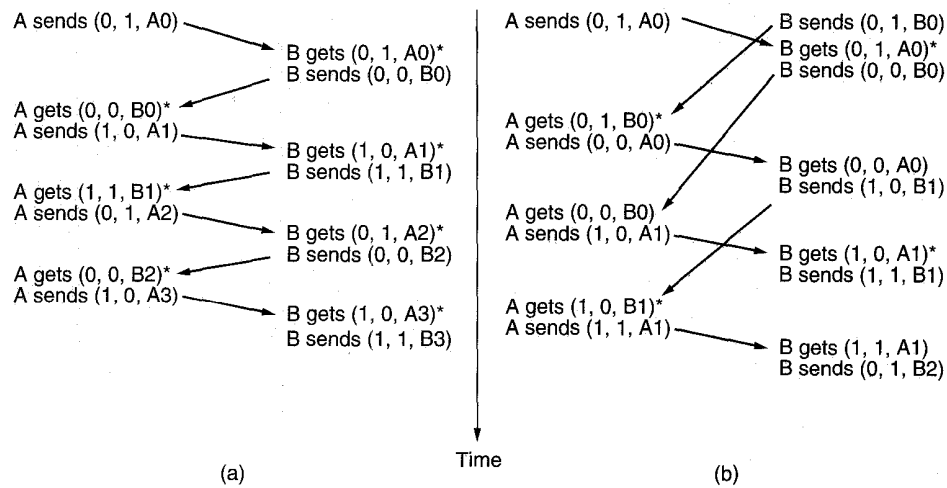 A sends (0, 1, A0)
B gets (0, 1, A0)*
B sends (0, 0, B0)
A gets (0, 0, B0)*
A sends (1, 0, A1)
B gets (1, 0, A1)*
B sends (1, 1, B1)
A gets (1, 1, B1)*
A sends (0, 1, A2)
B gets (0, 1, A2)*
B sends (0, 0, B2)
A gets (0, 0, B2)*
A sends (1, 0, A3)
B gets (1, 0, A3)*
B sends (1, 1, B3)
(a)
Time
A sends (0, 1, A0)
B sends (0, 1, B0)
B gets (0, 1, A0)*
B sends (0, 0, B0)
A gets (0, 1, B0)*
A sends (0, 0, A0)
B gets (0, 0, A0)
B sends (1, 0, B1)
A gets (0, 0, B0)
A sends (1, 0, A1)
B gets (1, 0, A1)*
B sends (1, 1, B1)
A gets (1, 0, B1)*
A sends (1, 1, A1)
B gets (1, 1, A1)
B sends (0, 1, B2)
(b)